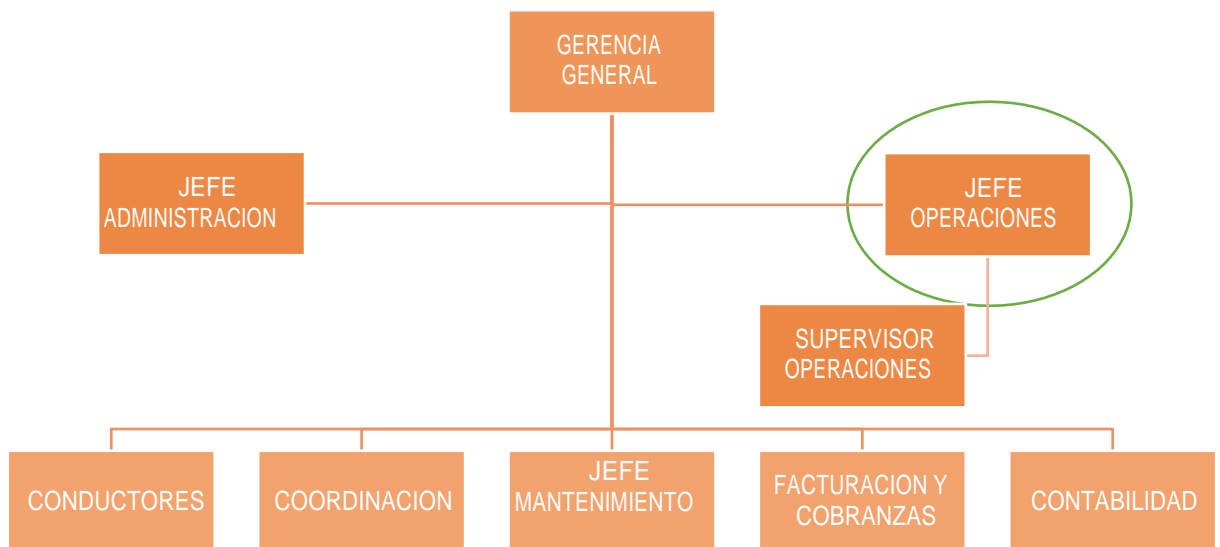 GERENCIA
GENERAL
JEFE
ADMINISTRACION
JEFE
OPERACIONES
SUPERVISOR
OPERACIONES
CONDUCTORES
COORDINACION
JEFE
MANTENIMIENTO
FACTURACION Y
COBRANZAS
CONTABILIDAD